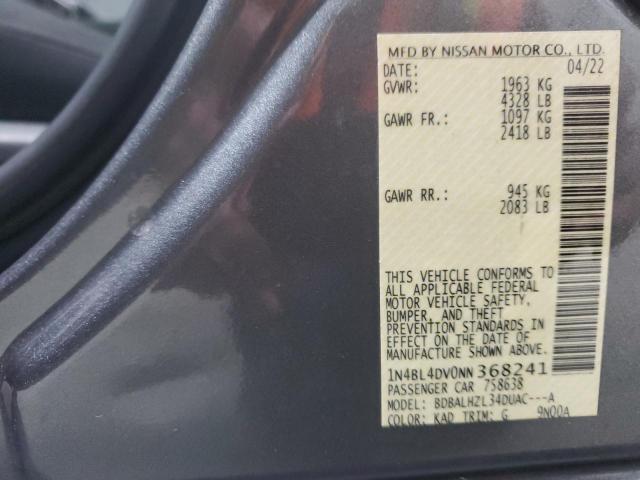 MFD BY NISSAN MOTOR CO., LTD.
DATE: 04/22
GVWR: 1963 KG
4328 LB
GAWR FR.: 1097 KG
2418 LB
GAWR RR.: 945 KG
2083 LB
THIS VEHICLE CONFORMS TO
ALL APPLICABLE FEDERAL
MOTOR VEHICLE SAFETY,
BUMPER, AND THEFT
PREVENTION STANDARDS IN
EFFECT ON THE DATE OF
MANUFACTURE SHOWN ABOVE.
1N4BL4DV0NN368241
PASSENGER CAR 758638
MODEL: BDBALHZL34DUAC---A
COLOR: KAD TRIM: G 9NOOA